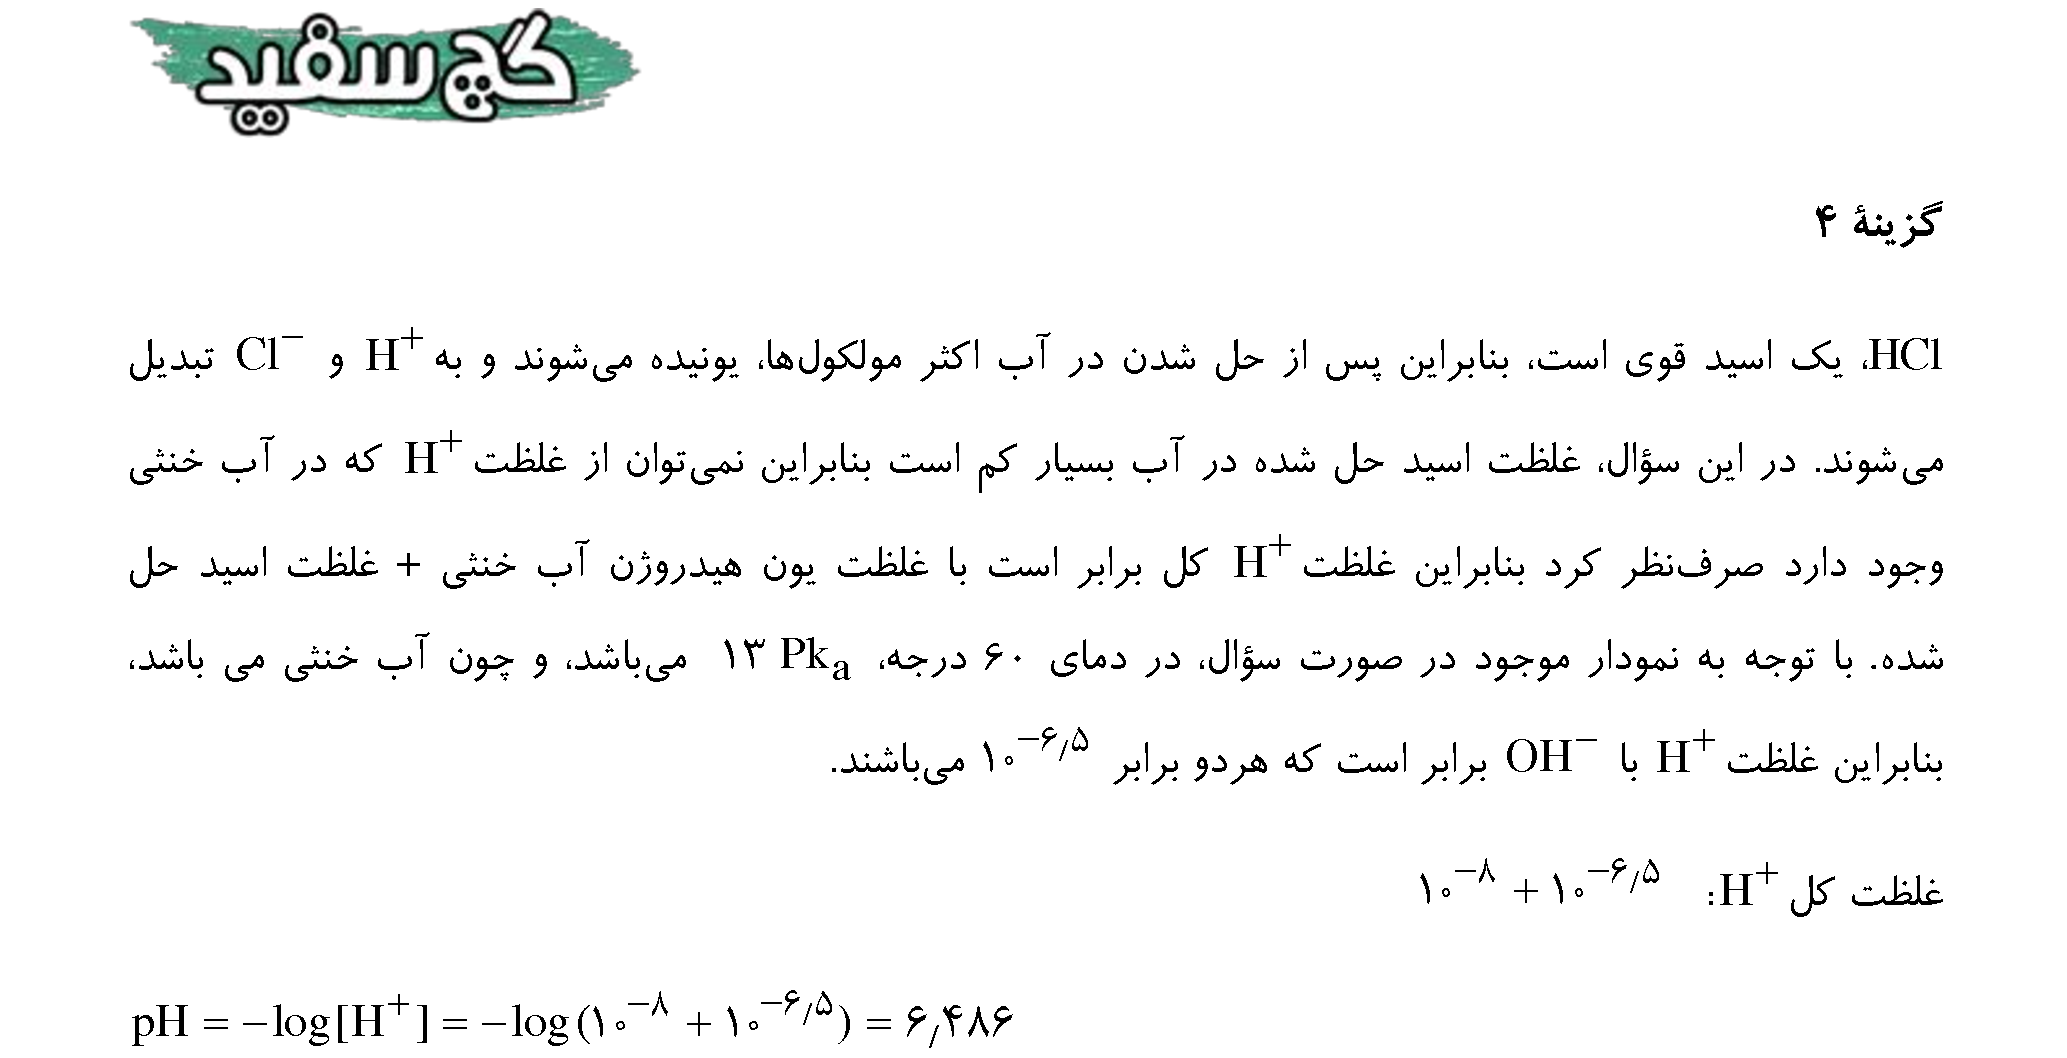 گچ سفید
گزینهٔ ۴
HCl، یک اسید قوی است، بنابراین پس از حل شدن در آب اکثر مولکول‌ها، یونیده می‌شوند و به H⁺ و Cl⁻ تبدیل
می‌شوند. در این سؤال، غلظت اسید حل شده در آب بسیار کم است بنابراین نمی‌توان از غلظت H⁺ که در آب خنثی
وجود دارد صرف‌نظر کرد بنابراین غلظت H⁺ کل برابر است با غلظت یون هیدروژن آب خنثی + غلظت اسید حل
شده. با توجه به نمودار موجود در صورت سؤال، در دمای ۶۰ درجه، Pkₐ ۱۳ می‌باشد، و چون آب خنثی می باشد،
بنابراین غلظت H⁺ با OH⁻ برابر است که هردو برابر ۱۰^−۶/۵ می‌باشند.
غلظت کل H⁺: ۱۰^−۸ + ۱۰^−۶/۵
pH = −log[H⁺] = −log(۱۰^−۸ + ۱۰^−۶/۵) = ۶/۴۸۶